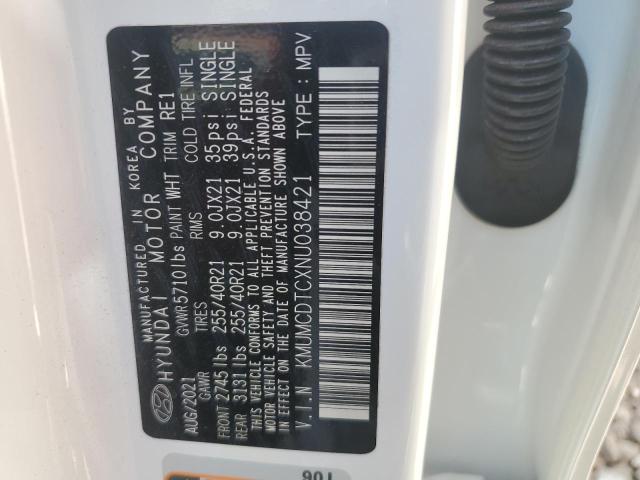 MANUFACTURED IN KOREA BY
HYUNDAI MOTOR COMPANY
AUG/2021 GVWR 5710 lbs PAINT WHT TRIM RE1
GAWR TIRES RIMS COLD TIRE INFL
FRONT 2745 lbs 255/40R21 9.0JX21 35psi SINGLE
REAR 3131 lbs 255/40R21 9.0JX21 39psi SINGLE
THIS VEHICLE CONFORMS TO ALL APPLICABLE U.S.A. FEDERAL
MOTOR VEHICLE SAFETY AND THEFT PREVENTION STANDARDS
IN EFFECT ON THE DATE OF MANUFACTURE SHOWN ABOVE
V.I.N KMUMCDTCXNU038421 TYPE : MPV